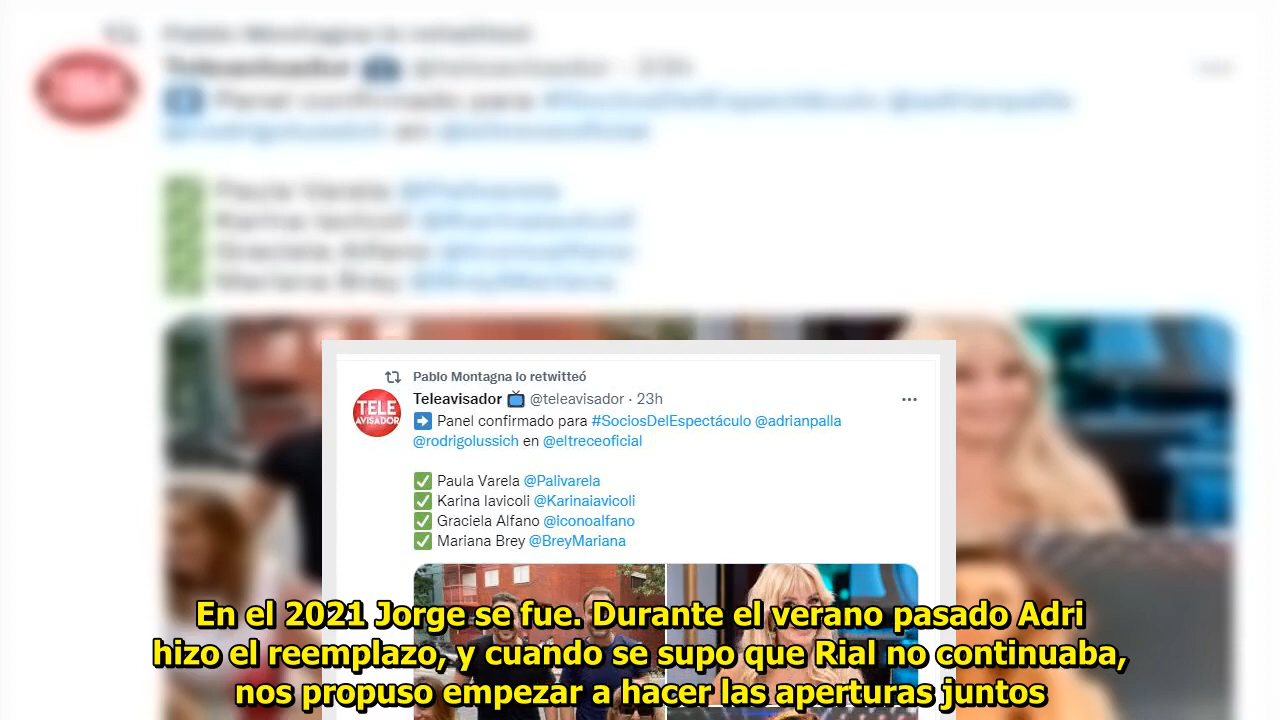 Pablo Montagna lo retwitteó
Teleavisador @teleavisador · 23h
TELE
AVISADOR
Panel confirmado para #SociosDelEspectáculo @adrianpalla
@rodrigolussich en @eltreceoficial
Paula Varela @Palivarela
Karina Iavicoli @Karinaiavicoli
Graciela Alfano @iconoalfano
Mariana Brey @BreyMariana
En el 2021 Jorge se fue. Durante el verano pasado Adri
hizo el reemplazo, y cuando se supo que Rial no continuaba,
nos propuso empezar a hacer las aperturas juntos